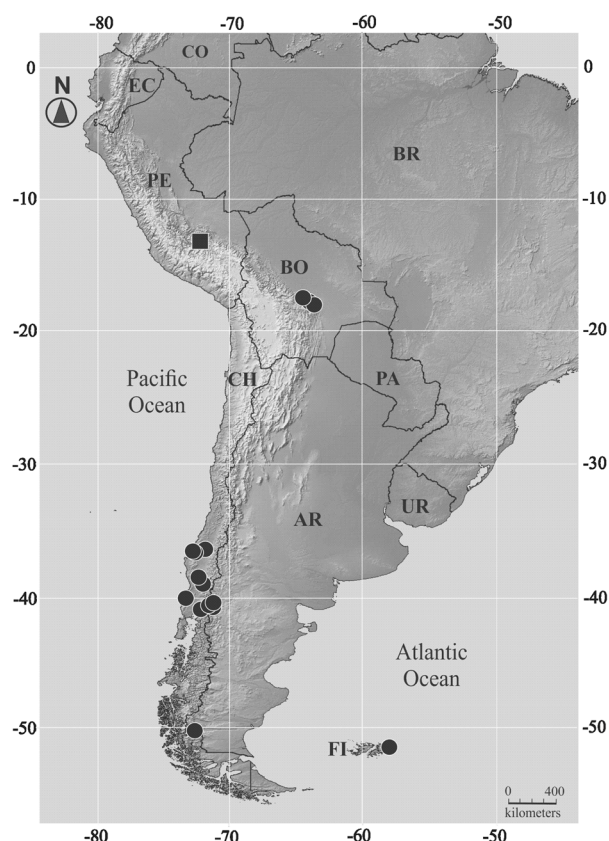 -80 -70 -60 -50
CO
0 0
EC
N
BR
PE
-10 -10
BO
-20 -20
Pacific
Ocean
CH
PA
-30 -30
UR
AR
-40 -40
Atlantic
Ocean
-50 -50
FI
0 400
kilometers
-80 -70 -60 -50